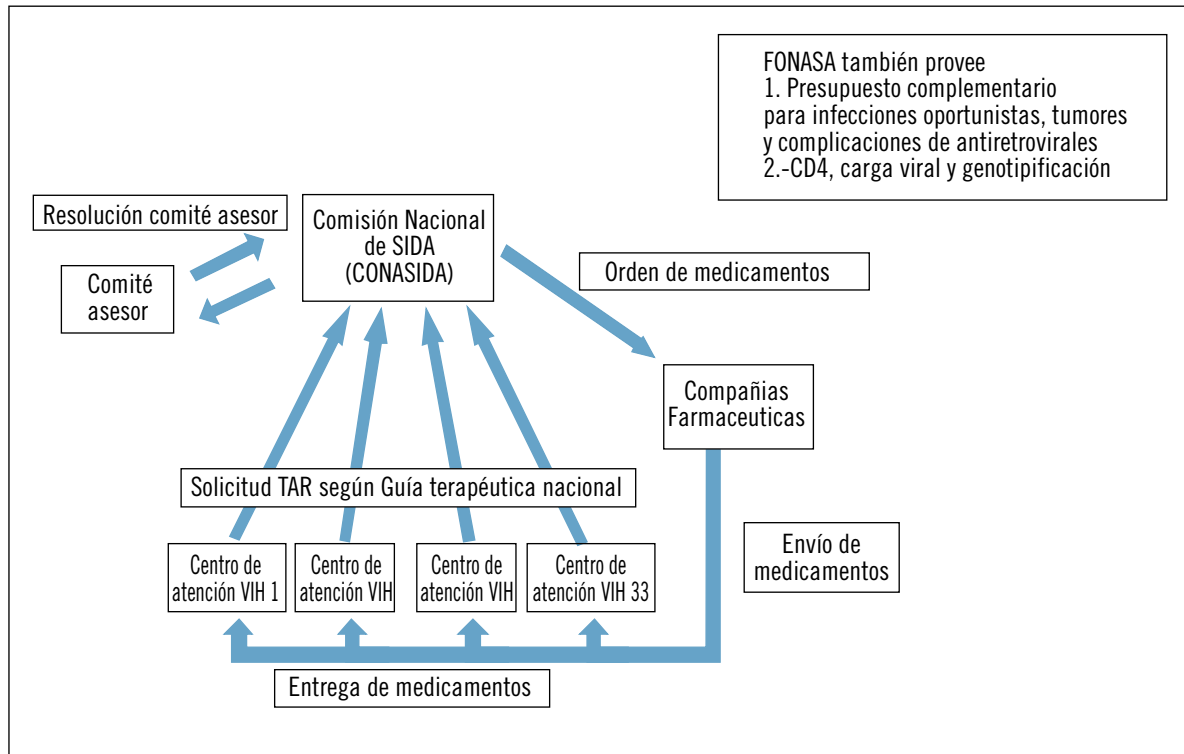 FONASA también provee
1. Presupuesto complementario
para infecciones oportunistas, tumores
y complicaciones de antiretrovirales
2.-CD4, carga viral y genotipificación
Resolución comité asesor
Comisión Nacional
de SIDA
(CONASIDA)
Comité
asesor
Orden de medicamentos
Compañias
Farmaceuticas
Solicitud TAR según Guía terapéutica nacional
Centro de
atención VIH 1
Centro de
atención VIH
Centro de
atención VIH
Centro de
atención VIH 33
Envío de
medicamentos
Entrega de medicamentos